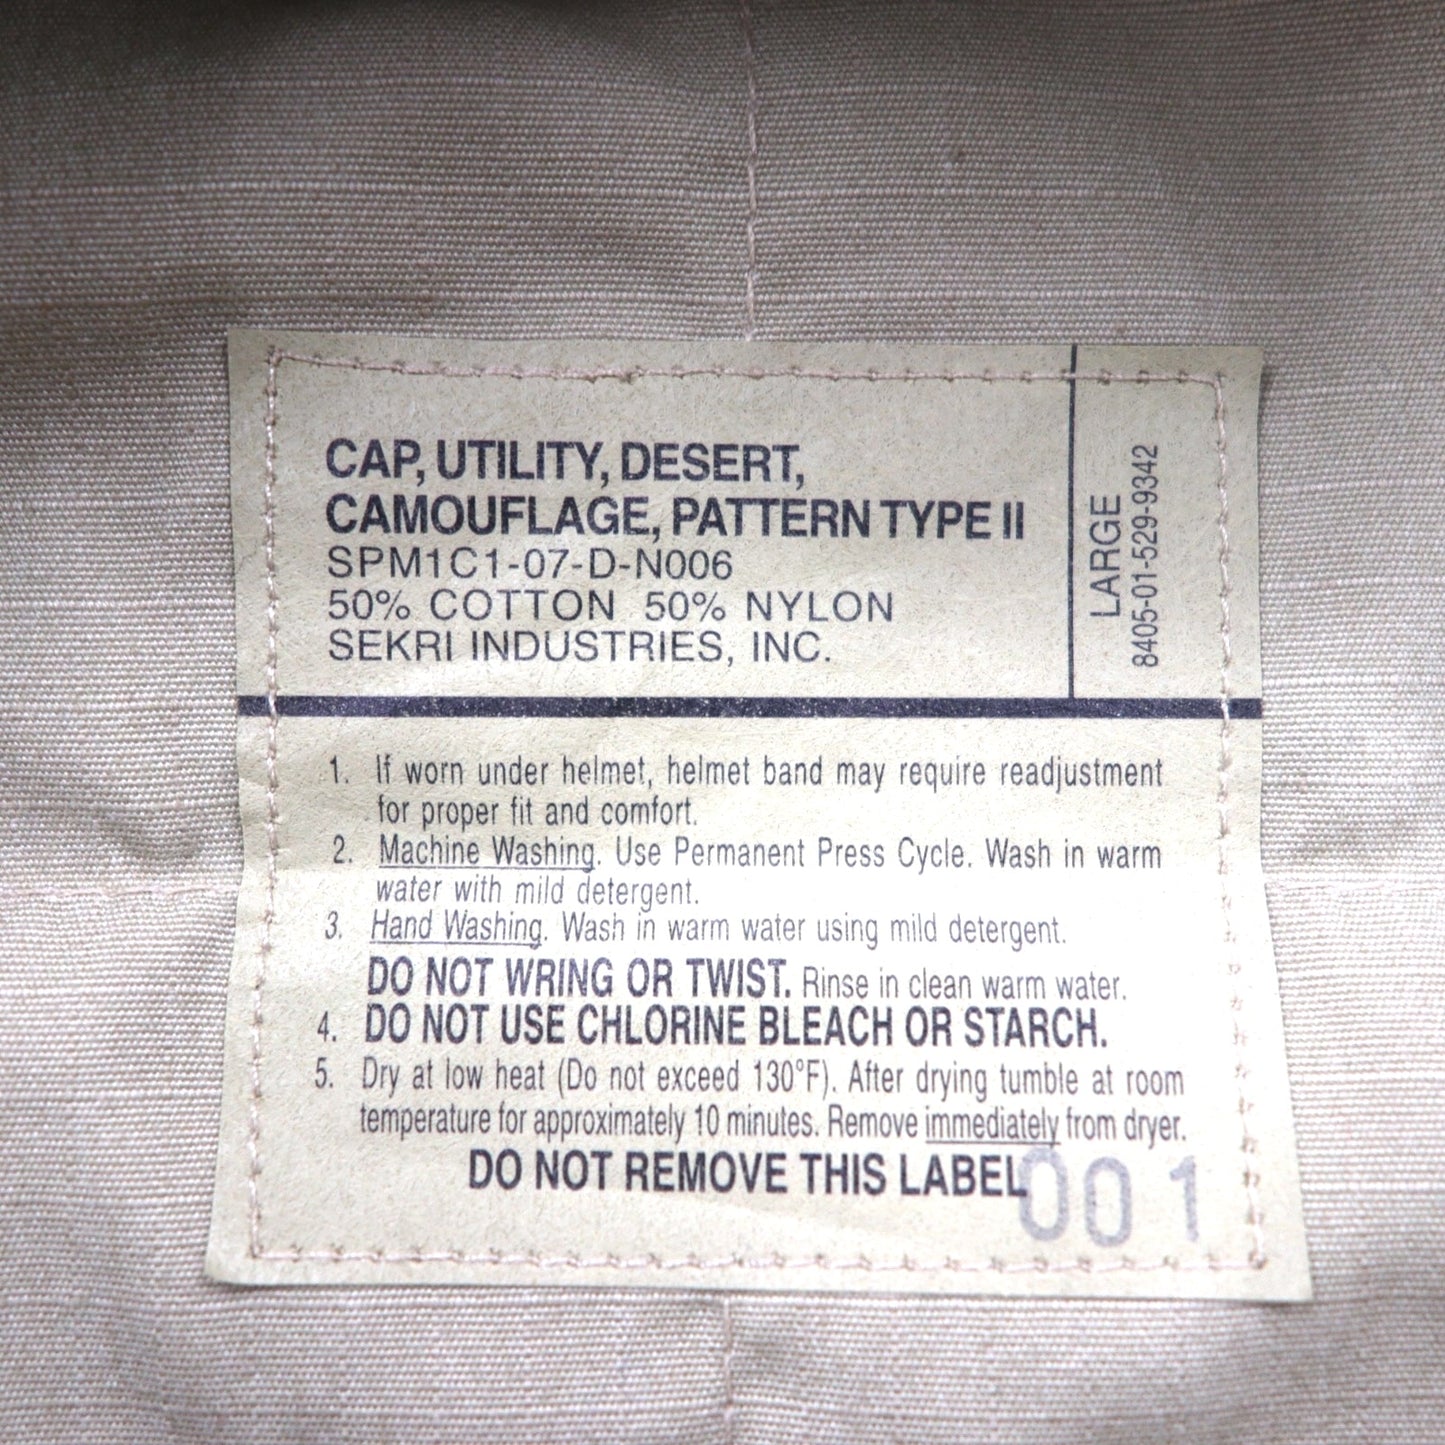 CAP, UTILITY, DESERT,
CAMOUFLAGE, PATTERN TYPE II
SPM1C1-07-D-N006
50% COTTON 50% NYLON
SEKRI INDUSTRIES, INC.
LARGE
8405-01-529-9342
1. If worn under helmet, helmet band may require readjustment
for proper fit and comfort.
2. Machine Washing. Use Permanent Press Cycle. Wash in warm
water with mild detergent.
3. Hand Washing. Wash in warm water using mild detergent.
DO NOT WRING OR TWIST. Rinse in clean warm water.
4. DO NOT USE CHLORINE BLEACH OR STARCH.
5. Dry at low heat (Do not exceed 130°F). After drying tumble at room
temperature for approximately 10 minutes. Remove immediately from dryer.
DO NOT REMOVE THIS LABEL
001